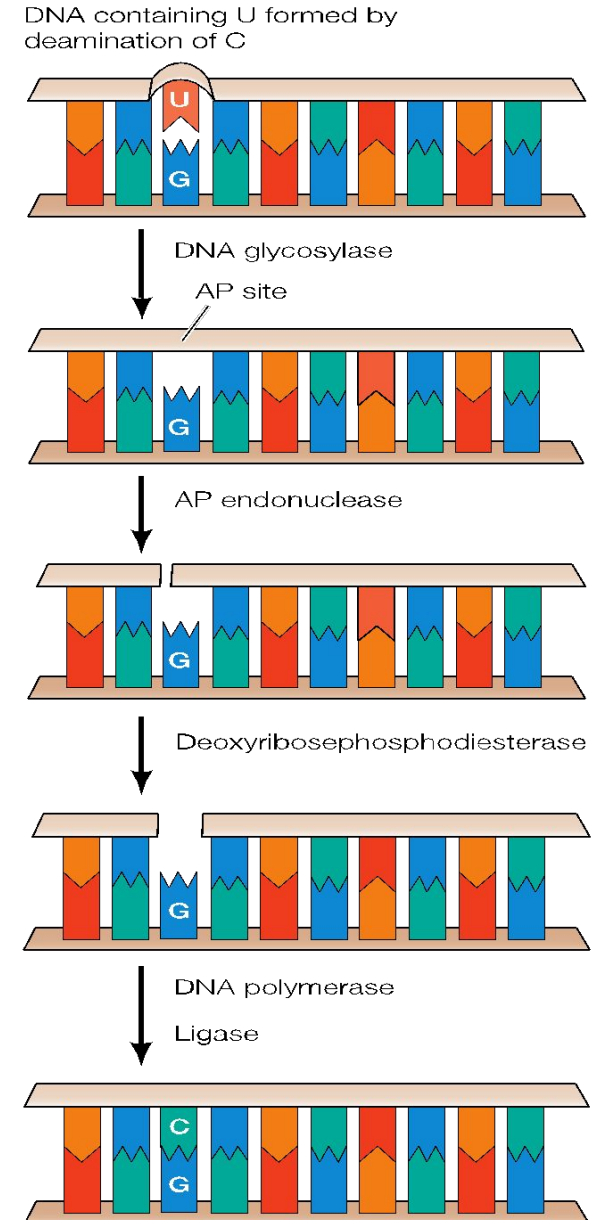 DNA containing U formed by
deamination of C
U
G
DNA glycosylase
AP site
G
AP endonuclease
G
Deoxyribosephosphodiesterase
G
DNA polymerase
Ligase
C
G